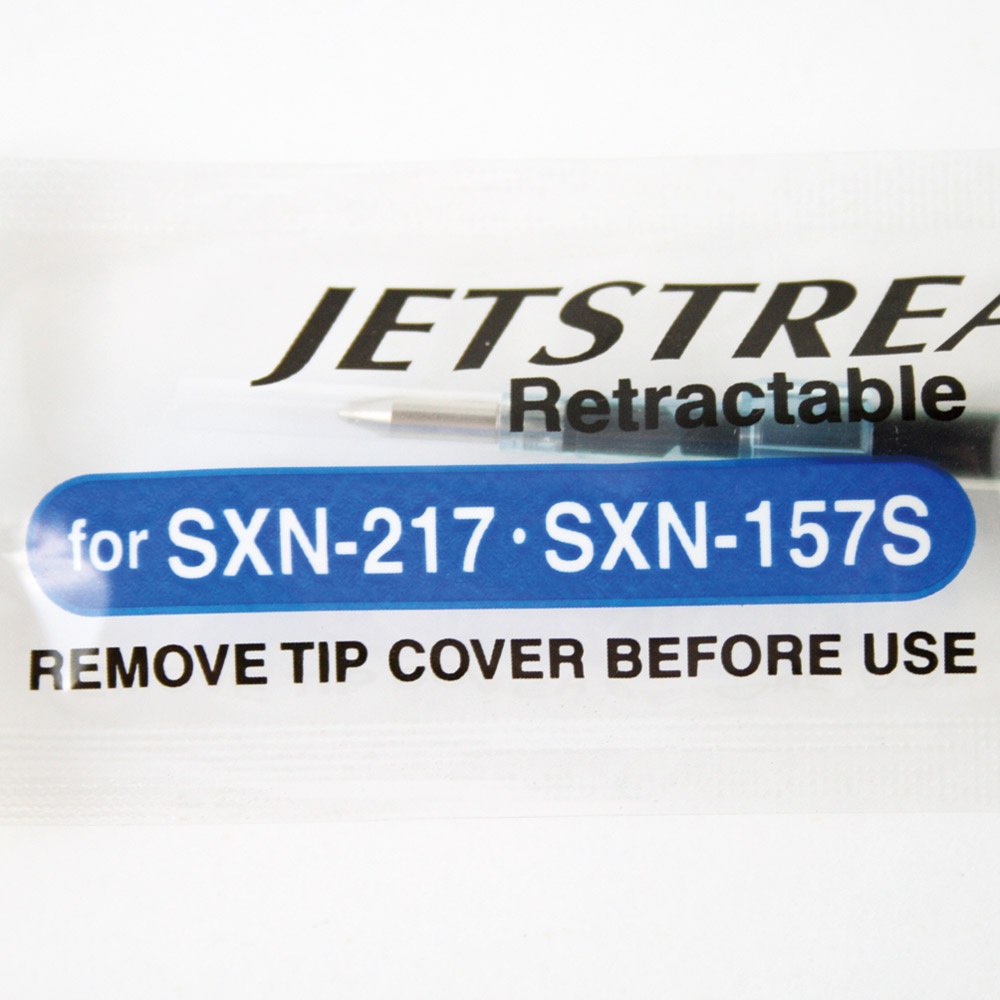 JETSTREA
Retractable
for SXN-217・SXN-157S
REMOVE TIP COVER BEFORE USE